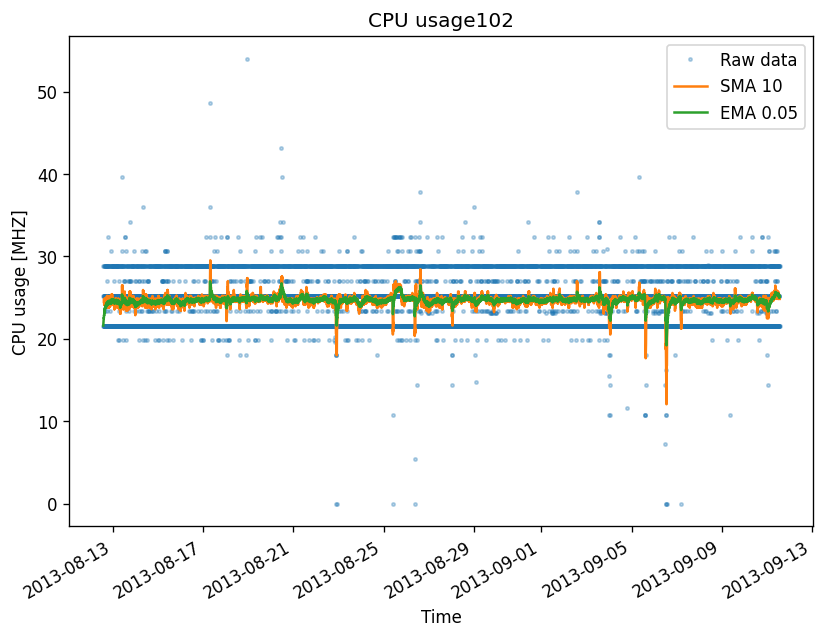 CPU usage102
Raw data
SMA 10
EMA 0.05
CPU usage [MHZ]
50
40
30
20
10
0
2013-08-13
2013-08-17
2013-08-21
2013-08-25
2013-08-29
2013-09-01
2013-09-05
2013-09-09
2013-09-13
Time